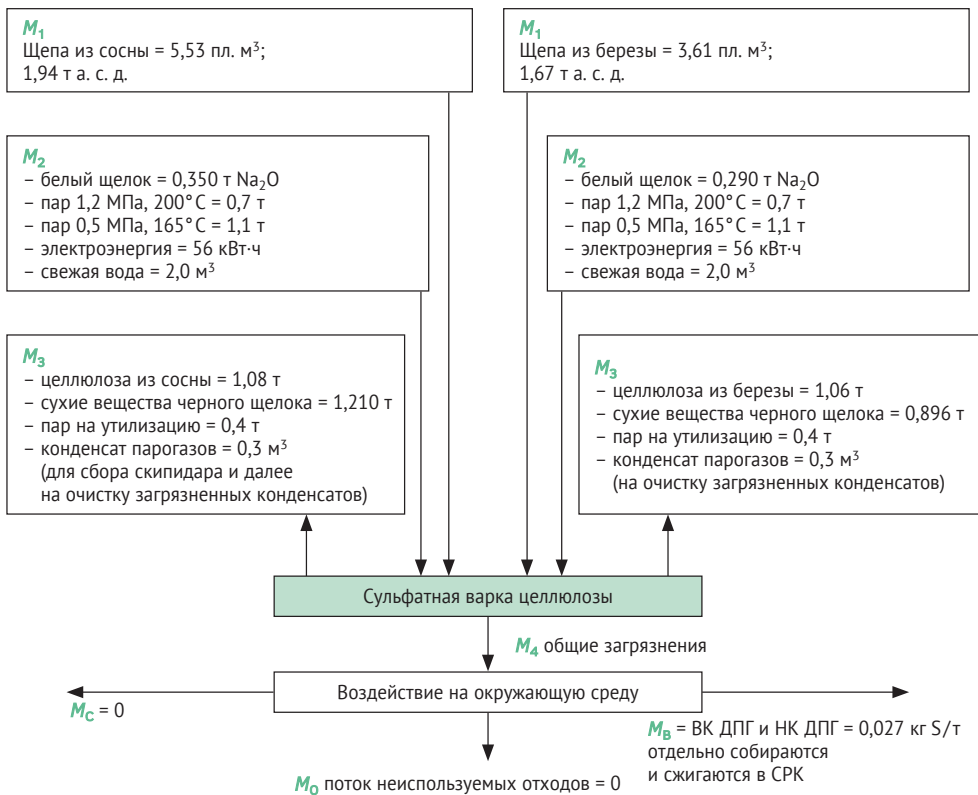 M₁
Щепа из сосны = 5,53 пл. м³;
1,94 т а. с. д.
M₁
Щепа из березы = 3,61 пл. м³;
1,67 т а. с. д.
M₂
– белый щелок = 0,350 т Na₂O
– пар 1,2 МПа, 200° С = 0,7 т
– пар 0,5 МПа, 165° С = 1,1 т
– электроэнергия = 56 кВт·ч
– свежая вода = 2,0 м³
M₂
– белый щелок = 0,290 т Na₂O
– пар 1,2 МПа, 200° С = 0,7 т
– пар 0,5 МПа, 165° С = 1,1 т
– электроэнергия = 56 кВт·ч
– свежая вода = 2,0 м³
M₃
– целлюлоза из сосны = 1,08 т
– сухие вещества черного щелока = 1,210 т
– пар на утилизацию = 0,4 т
– конденсат парогазов = 0,3 м³
(для сбора скипидара и далее
на очистку загрязненных конденсатов)
M₃
– целлюлоза из березы = 1,06 т
– сухие вещества черного щелока = 0,896 т
– пар на утилизацию = 0,4 т
– конденсат парогазов = 0,3 м³
(на очистку загрязненных конденсатов)
Сульфатная варка целлюлозы
M₄ общие загрязнения
Воздействие на окружающую среду
M_C = 0
M_В = ВК ДПГ и НК ДПГ = 0,027 кг S/т
отдельно собираются
и сжигаются в СРК
M_О поток неиспользуемых отходов = 0